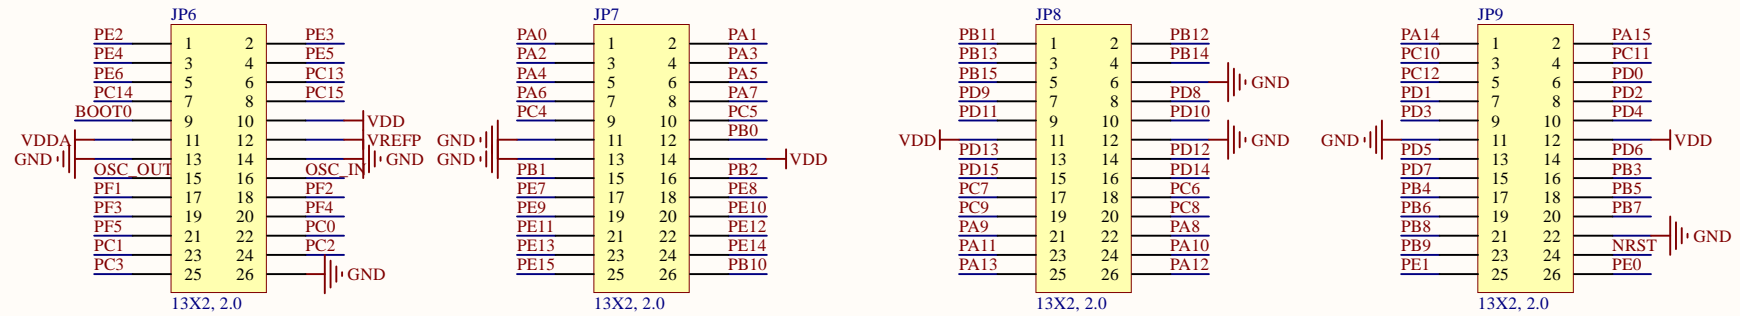 JP6 JP7 JP8 JP9
PE2 1 2 PE3 PA0 1 2 PA1 PB11 1 2 PB12 PA14 1 2 PA15
PE4 3 4 PE5 PA2 3 4 PA3 PB13 3 4 PB14 PC10 3 4 PC11
PE6 5 6 PC13 PA4 5 6 PA5 PB15 5 6 GND PC12 5 6 PD0
PC14 7 8 PC15 PA6 7 8 PA7 PD9 7 8 PD8 PD1 7 8 PD2
BOOT0 9 10 VDD PC4 9 10 PC5 PD11 9 10 PD10 PD3 9 10 PD4
VDDA 11 12 VREFP GND 11 12 PB0 VDD 11 12 GND GND 11 12 VDD
GND 13 14 GND GND 13 14 VDD PD13 13 14 PD12 PD5 13 14 PD6
OSC_OUT 15 16 OSC_IN PB1 15 16 PB2 PD15 15 16 PD14 PD7 15 16 PB3
PF1 17 18 PF2 PE7 17 18 PE8 PC7 17 18 PC6 PB4 17 18 PB5
PF3 19 20 PF4 PE9 19 20 PE10 PC9 19 20 PC8 PB6 19 20 PB7
PF5 21 22 PC0 PE11 21 22 PE12 PA9 21 22 PA8 PB8 21 22 GND
PC1 23 24 PC2 PE13 23 24 PE14 PA11 23 24 PA10 PB9 23 24 NRST
PC3 25 26 GND PE15 25 26 PB10 PA13 25 26 PA12 PE1 25 26 PE0
13X2, 2.0 13X2, 2.0 13X2, 2.0 13X2, 2.0